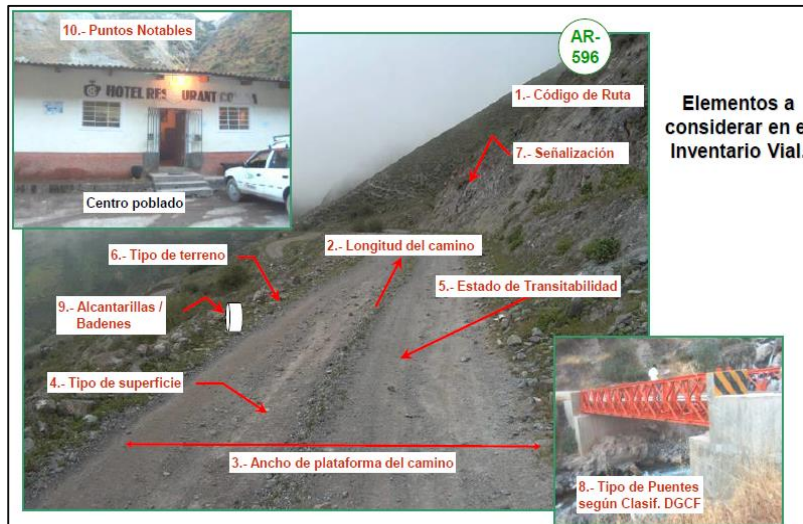 10.- Puntos Notables
HOTEL RES URANT
Centro poblado
AR-
596
1.- Código de Ruta
7.- Señalización
Elementos a
considerar en e
Inventario Vial.
2.- Longitud del camino
6.- Tipo de terreno
5.- Estado de Transitabilidad
9.- Alcantarillas /
Badenes
4.- Tipo de superficie
3.- Ancho de plataforma del camino
8.- Tipo de Puentes
según Clasif. DGCF